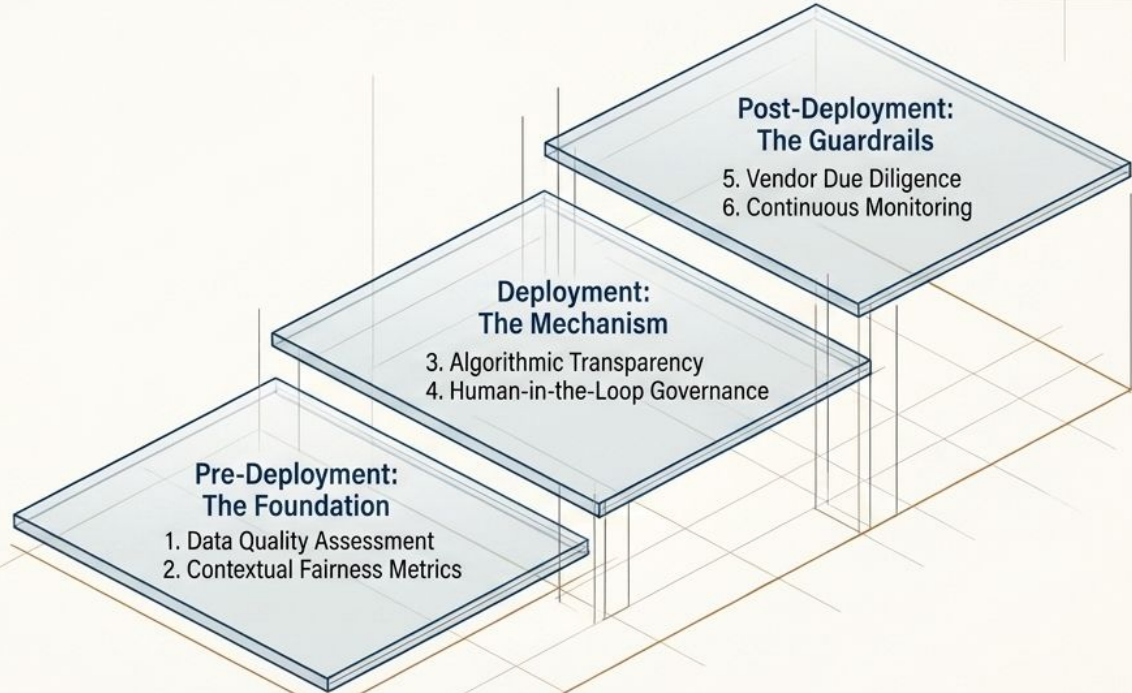 Post-Deployment:
The Guardrails
5. Vendor Due Diligence
6. Continuous Monitoring
Deployment:
The Mechanism
3. Algorithmic Transparency
4. Human-in-the-Loop Governance
Pre-Deployment:
The Foundation
1. Data Quality Assessment
2. Contextual Fairness Metrics